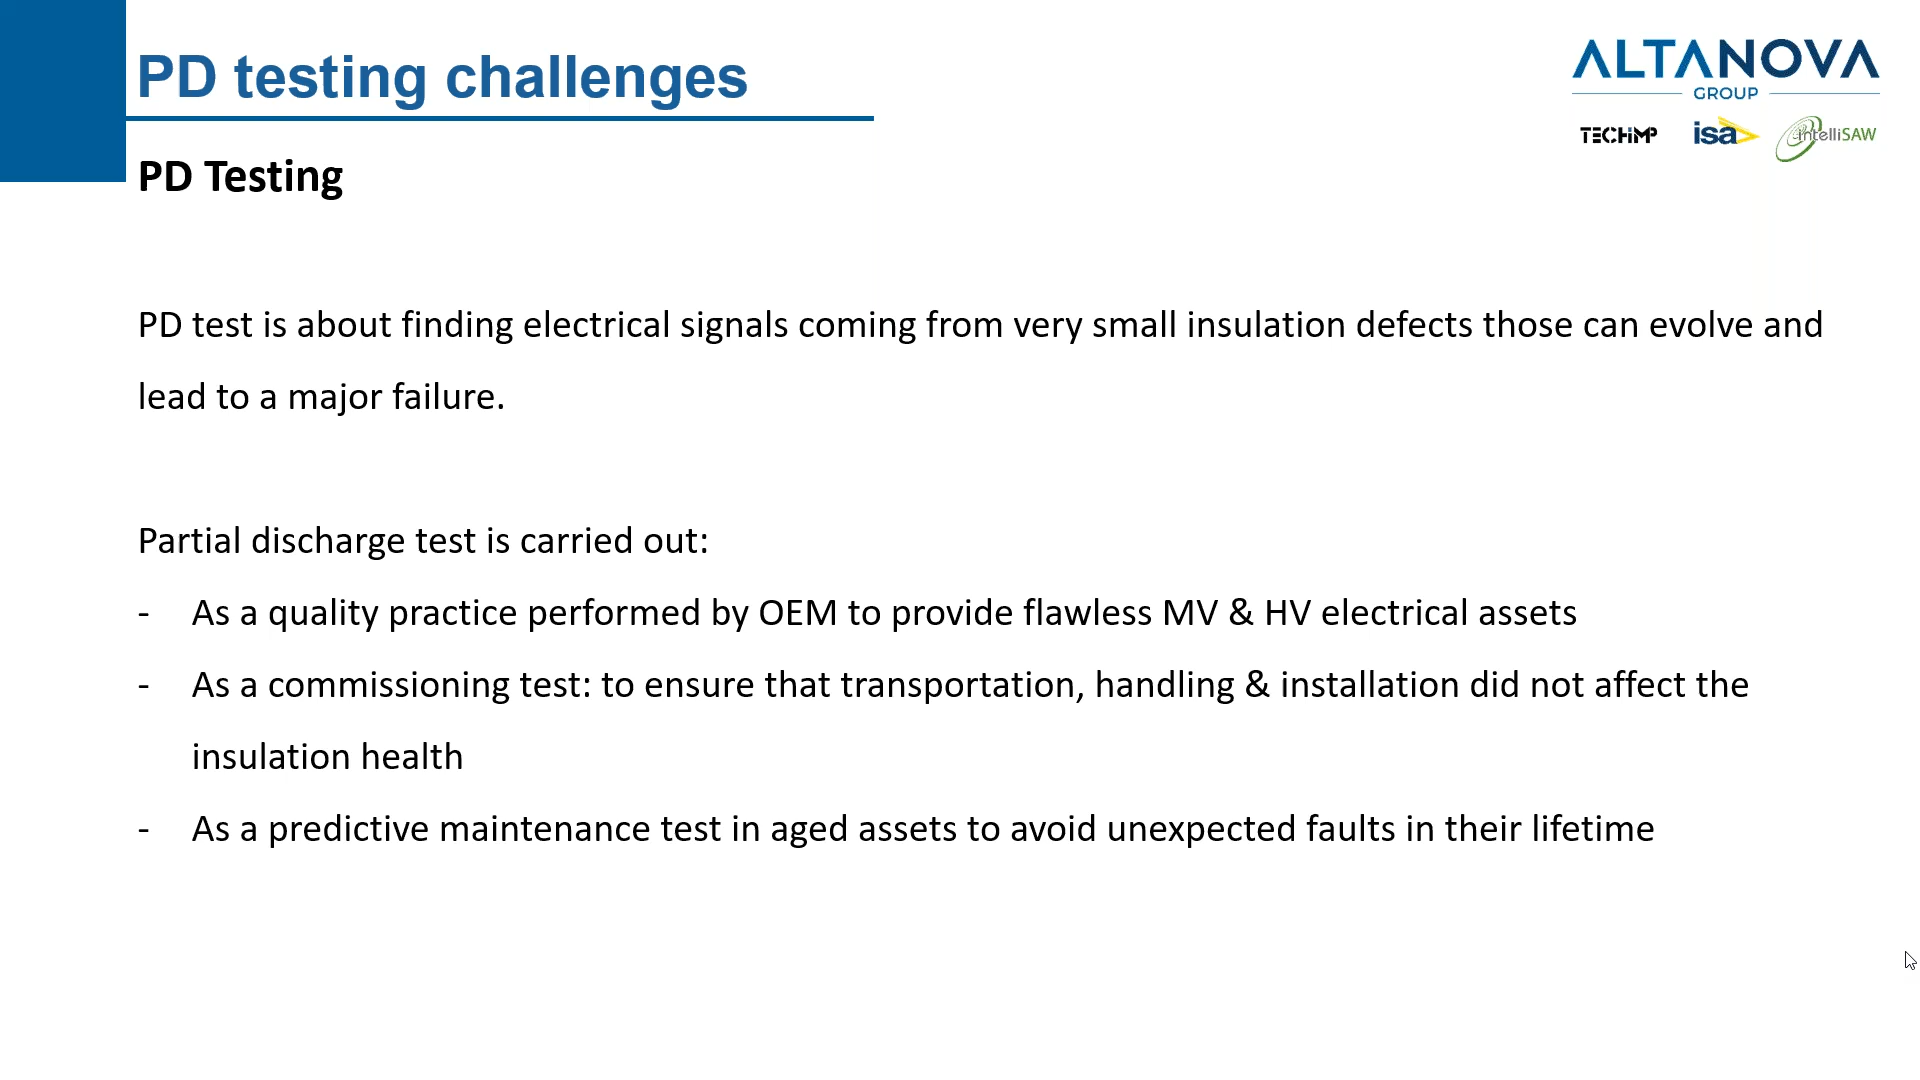 PD testing challenges
ALTANOVA
GROUP
TECHIMP
isa
intelliSAW
PD Testing
PD test is about finding electrical signals coming from very small insulation defects those can evolve and
lead to a major failure.
Partial discharge test is carried out:
- As a quality practice performed by OEM to provide flawless MV & HV electrical assets
- As a commissioning test: to ensure that transportation, handling & installation did not affect the
insulation health
- As a predictive maintenance test in aged assets to avoid unexpected faults in their lifetime